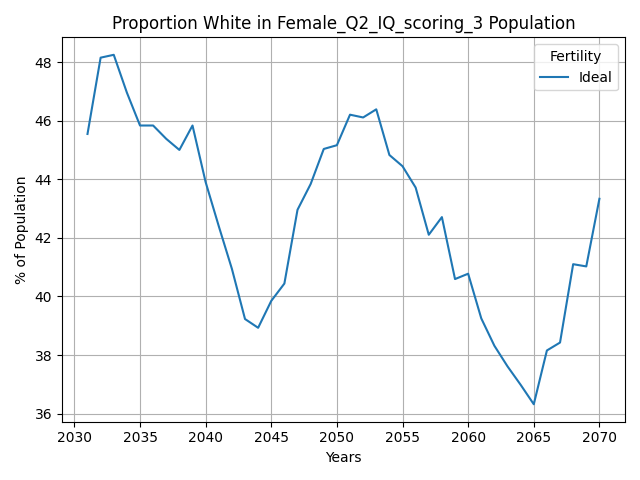 Proportion White in Female_Q2_IQ_scoring_3 Population
Fertility
Ideal
% of Population
48
46
44
42
40
38
36
2030 2035 2040 2045 2050 2055 2060 2065 2070
Years